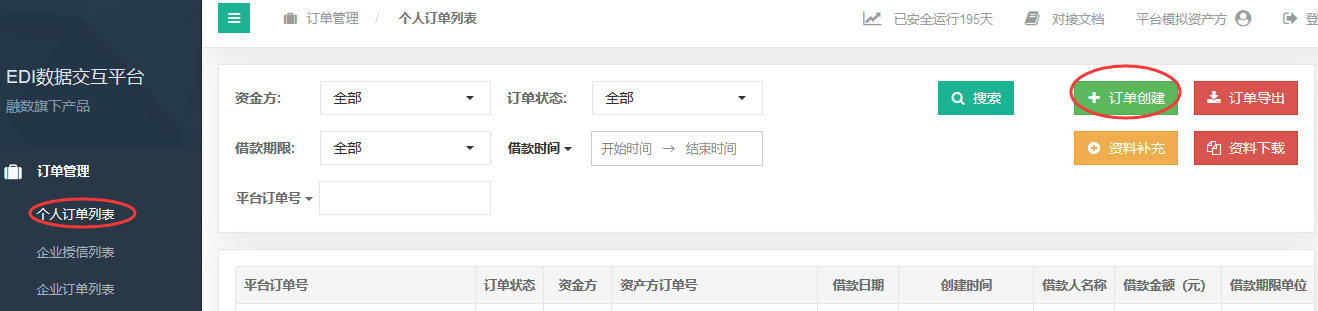 订单管理 / 个人订单列表 已安全运行195天 对接文档 平台模拟资产方 登
EDI数据交互平台
融数旗下产品
订单管理
个人订单列表
企业授信列表
企业订单列表
资金方: 全部 订单状态: 全部 搜索 订单创建 订单导出
借款期限: 全部 借款时间 开始时间 → 结束时间 资料补充 资料下载
平台订单号
平台订单号 订单状态 资金方 资产方订单号 借款日期 创建时间 借款人名称 借款金额（元） 借款期限单位